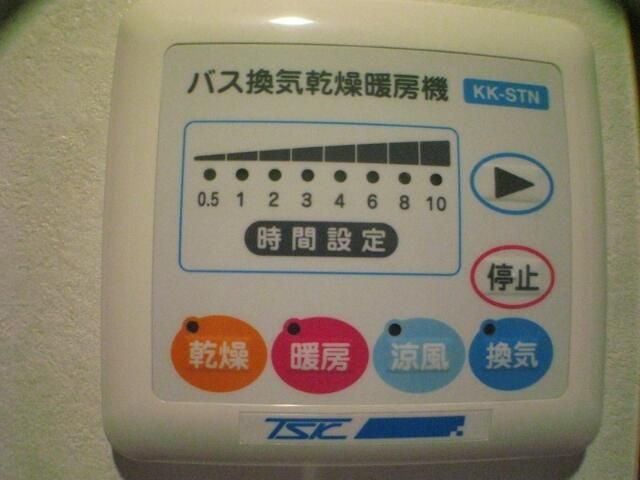 バス換気乾燥暖房機 KK-STN
0.5 1 2 3 4 6 8 10
時間設定
停止
乾燥 暖房 涼風 換気
TSK